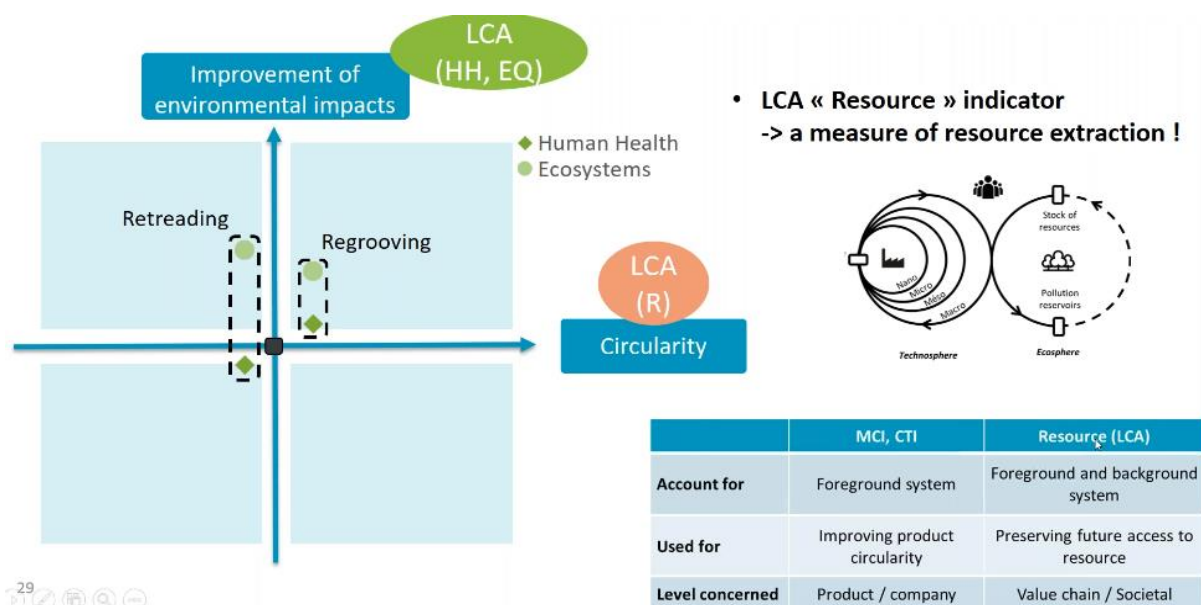 LCA
(HH, EQ)
Improvement of
environmental impacts
Human Health
Ecosystems
Retreading
Regrooving
LCA
(R)
Circularity
• LCA « Resource » indicator
-> a measure of resource extraction !
Stock of
resources
Nano
Micro
Méso
Macro
Pollution
reservoirs
Technosphere
Ecosphere
MCI, CTI
Resource (LCA)
Account for
Foreground system
Foreground and background
system
Used for
Improving product
circularity
Preserving future access to
resource
Level concerned
Product / company
Value chain / Societal
29